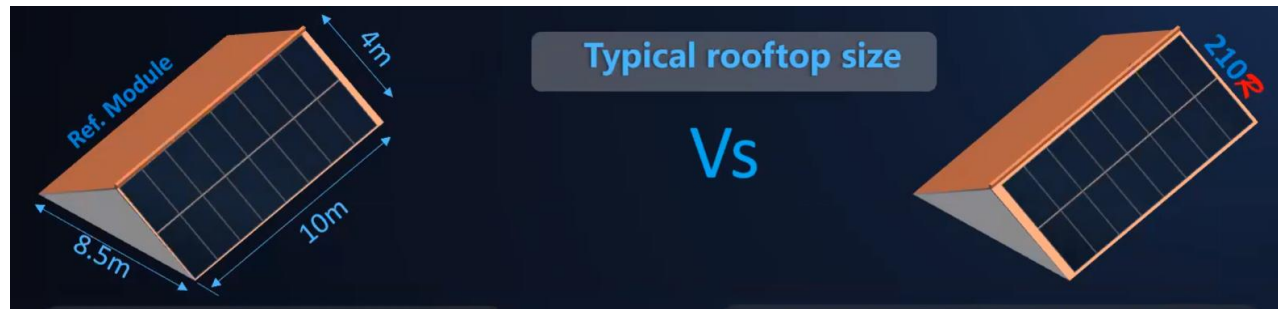 Typical rooftop size
Ref. Module
4m
10m
8.5m
Vs
210R